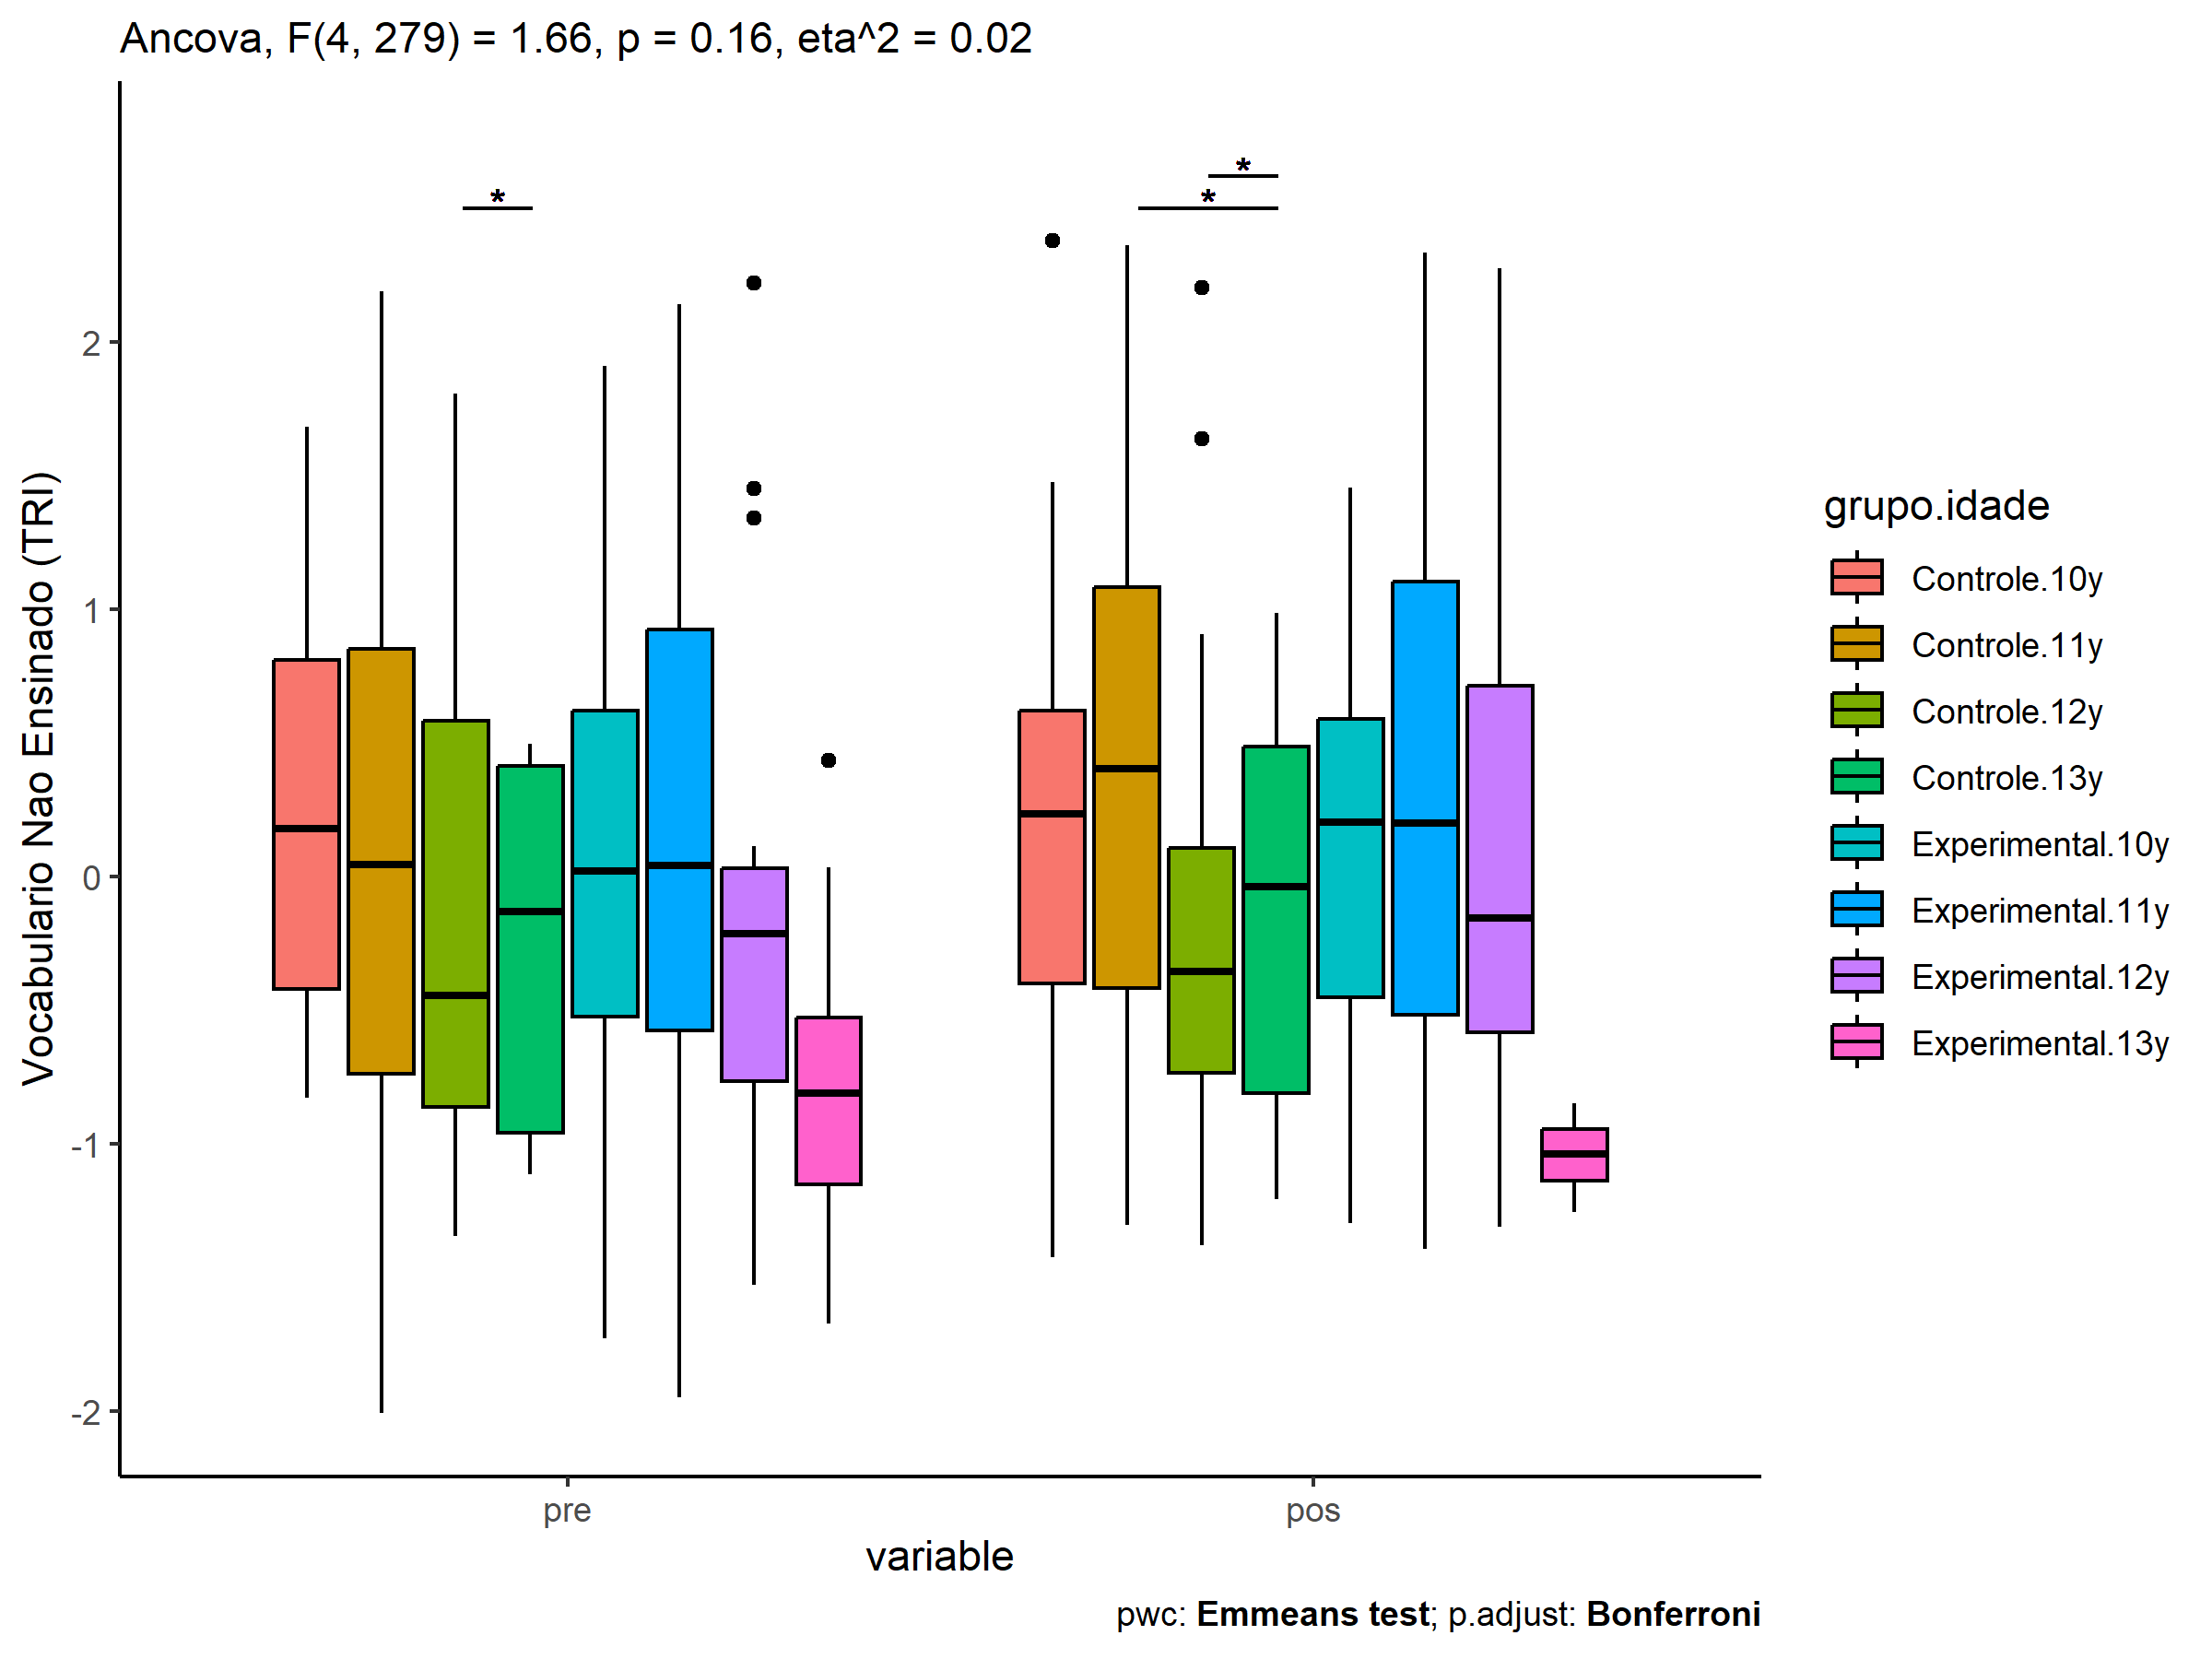 Ancova, F(4, 279) = 1.66, p = 0.16, eta^2 = 0.02
*
*
*
Vocabulario Nao Ensinado (TRI)
2
1
0
-1
-2
pre
pos
variable
grupo.idade
Controle.10y
Controle.11y
Controle.12y
Controle.13y
Experimental.10y
Experimental.11y
Experimental.12y
Experimental.13y
pwc: Emmeans test; p.adjust: Bonferroni